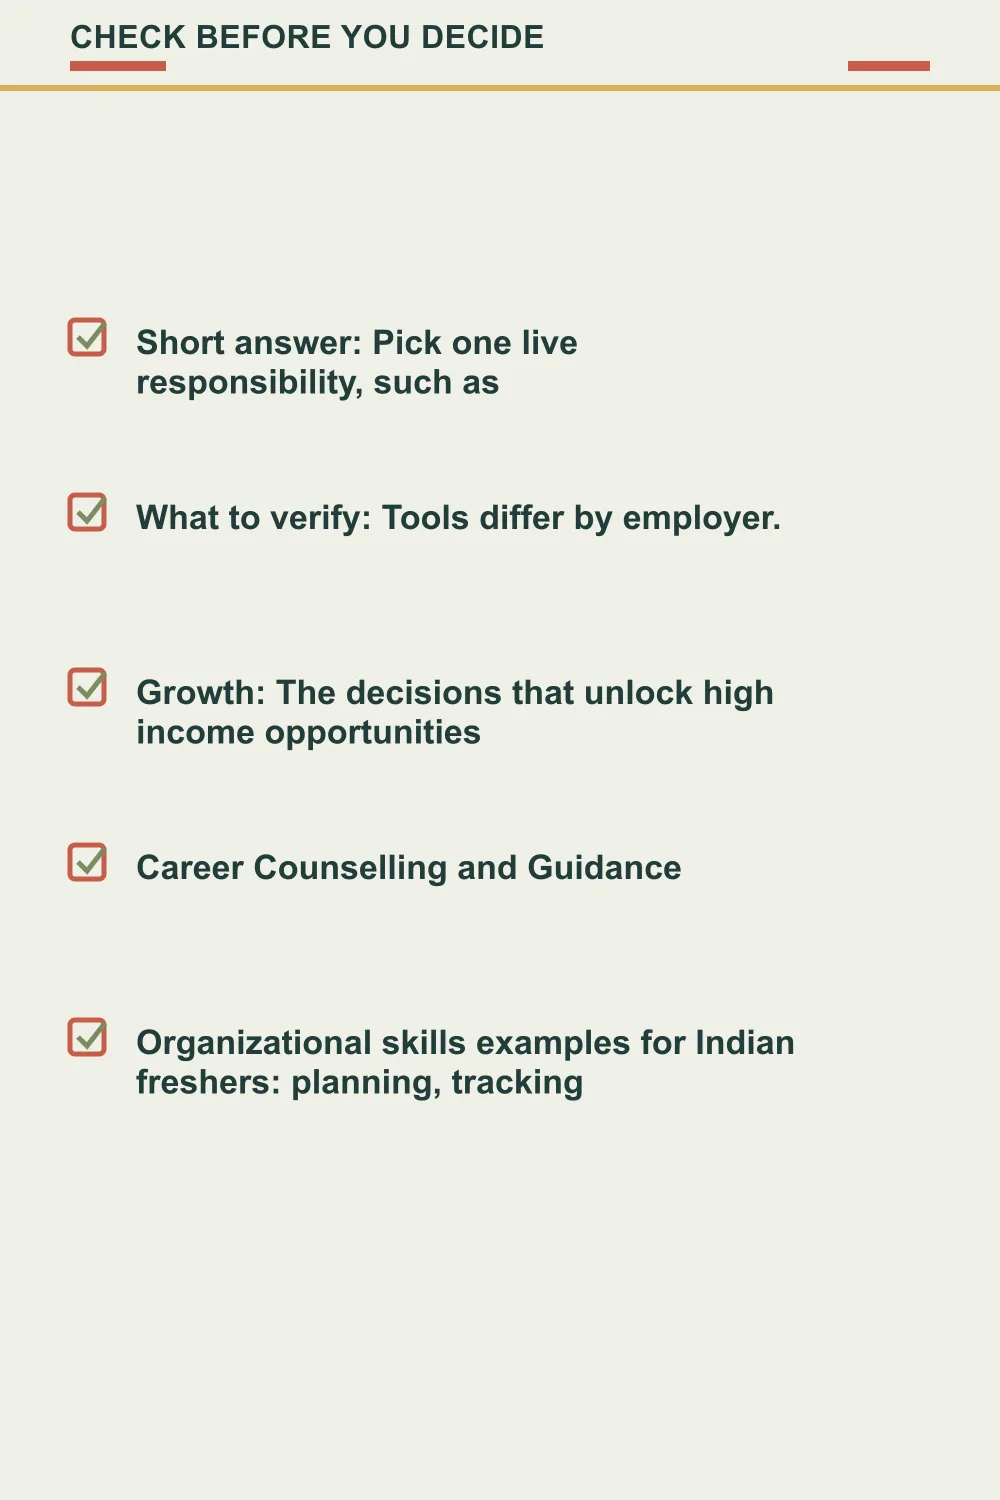 CHECK BEFORE YOU DECIDE
Short answer: Pick one live
responsibility, such as
What to verify: Tools differ by employer.
Growth: The decisions that unlock high
income opportunities
Career Counselling and Guidance
Organizational skills examples for Indian
freshers: planning, tracking